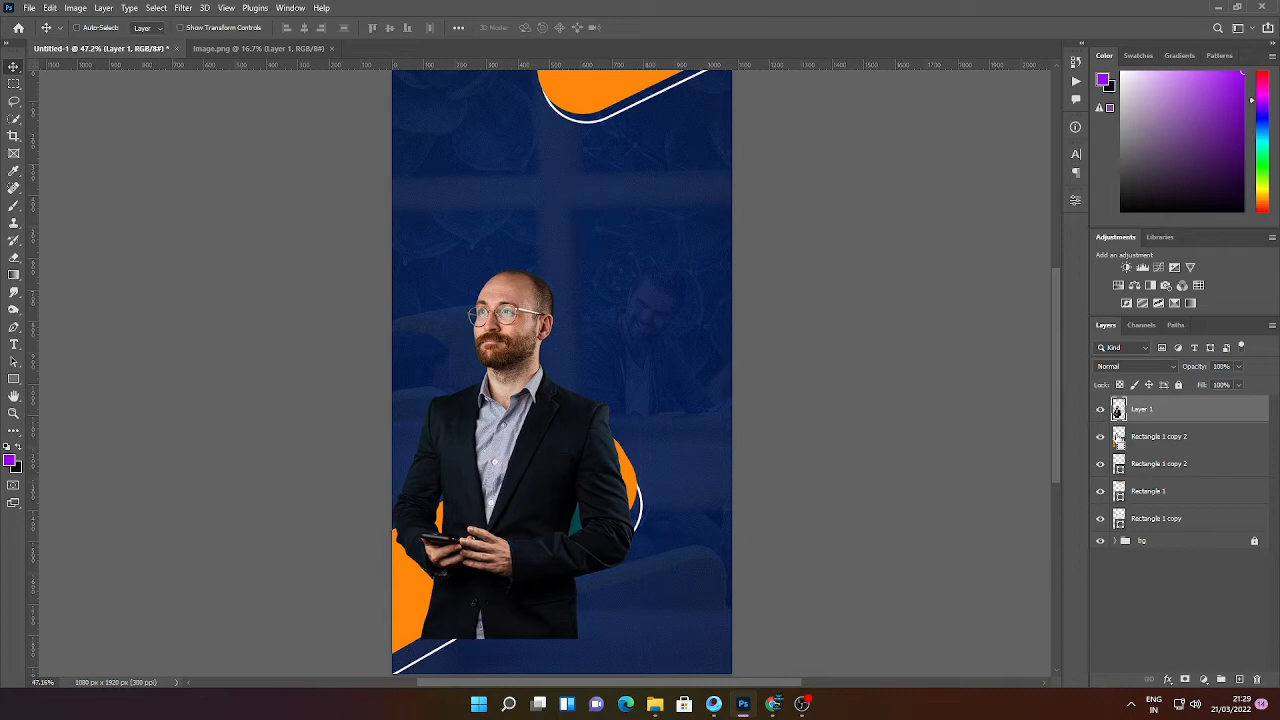 Ps File Edit Image Layer Type Select Filter 3D View Plugins Window Help
Auto-Select: Layer Show Transform Controls 3D Mode:
Untitled-1 @ 47.2% (Layer 1, RGB/8#) * × Image.png @ 16.7% (Layer 1, RGB/8#) ×
Color Swatches Gradients Patterns
Adjustments Libraries
Add an adjustment
Layers Channels Paths
Kind
Normal Opacity: 100%
Lock: Fill: 100%
Layer 1
Rectangle 1 copy 2
Rectangle 1 copy 2
Rectangle 1
Rectangle 1 copy
bg
47.16% 1080 px x 1920 px (300 ppi)
ENG
IN
21:29
21/03/2022